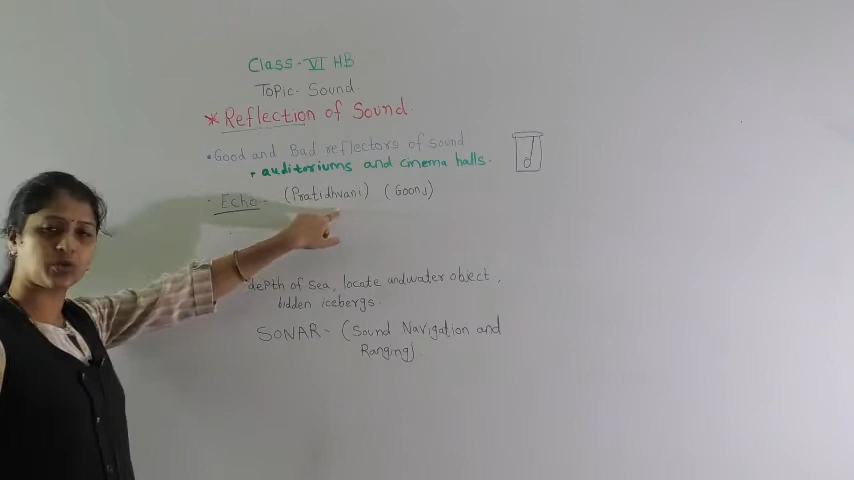 Class - VI HB
Topic - Sound
* Reflection of Sound.
• Good and Bad reflectors of sound
• auditoriums and cinema halls.
• Echo - (Pratidhvani) (Goonj)
depth of sea, locate undwater object,
hidden icebergs.
SONAR - (Sound Navigation and
Ranging).